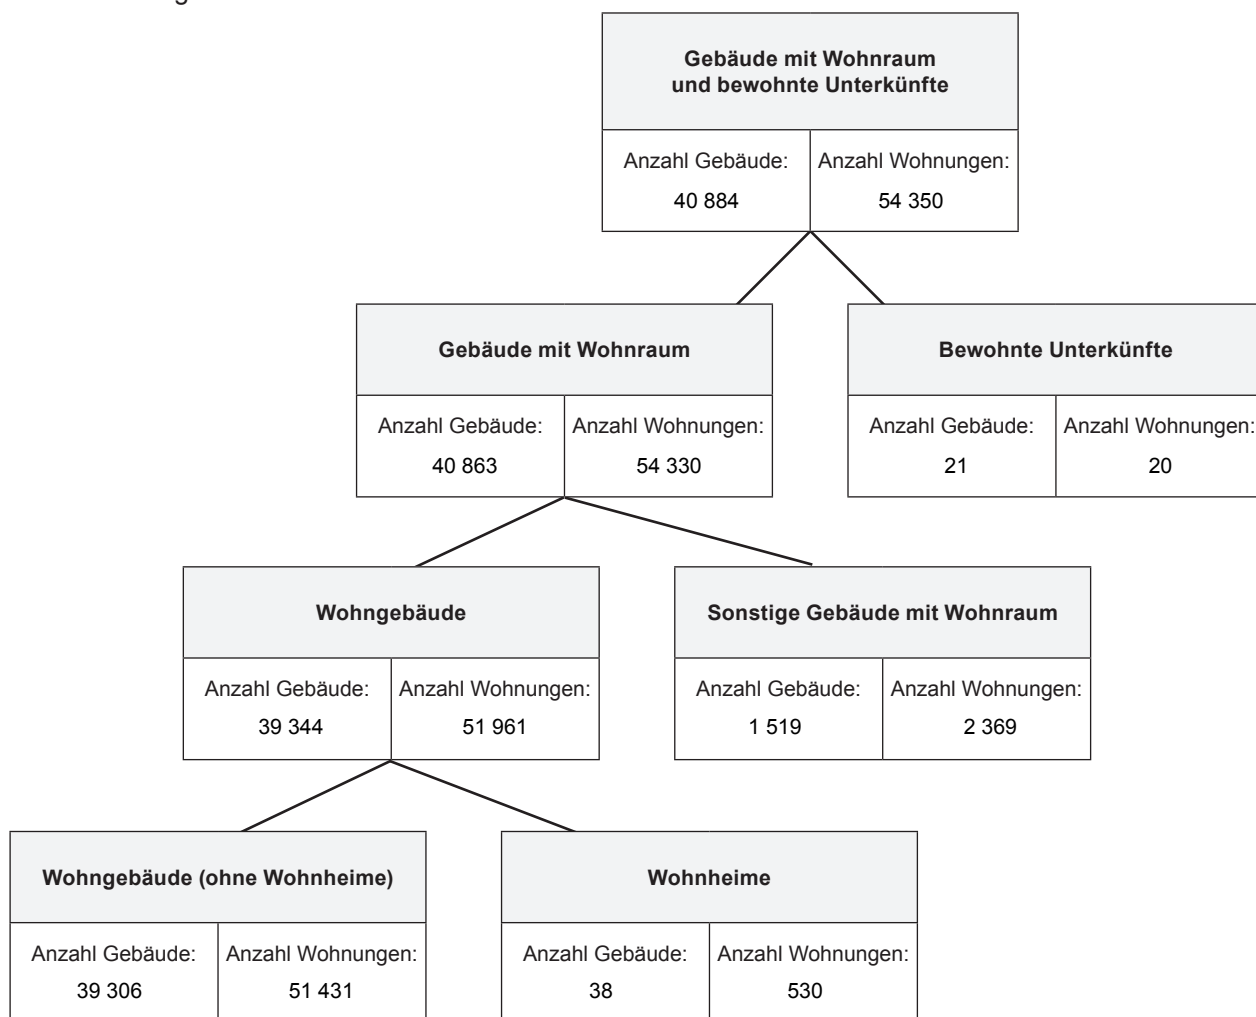 Gebäude mit Wohnraum
und bewohnte Unterkünfte
Anzahl Gebäude: Anzahl Wohnungen:
40 884 54 350
Gebäude mit Wohnraum
Anzahl Gebäude: Anzahl Wohnungen:
40 863 54 330
Bewohnte Unterkünfte
Anzahl Gebäude: Anzahl Wohnungen:
21 20
Wohngebäude
Anzahl Gebäude: Anzahl Wohnungen:
39 344 51 961
Sonstige Gebäude mit Wohnraum
Anzahl Gebäude: Anzahl Wohnungen:
1 519 2 369
Wohngebäude (ohne Wohnheime)
Anzahl Gebäude: Anzahl Wohnungen:
39 306 51 431
Wohnheime
Anzahl Gebäude: Anzahl Wohnungen:
38 530